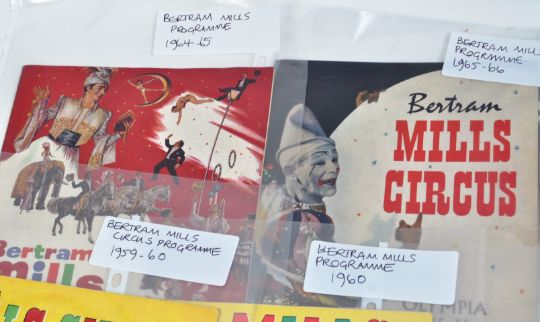 BERTRAM MILLS
PROGRAMME
1964-65
BERTRAM MILLS
PROGRAMME
1965-66
Bertram
MILLS
CIRCUS
BERTRAM MILLS
CIRCUS PROGRAMME
1959-60
BERTRAM MILLS
PROGRAMME
1960
Bertram
mills
OLYMPIA